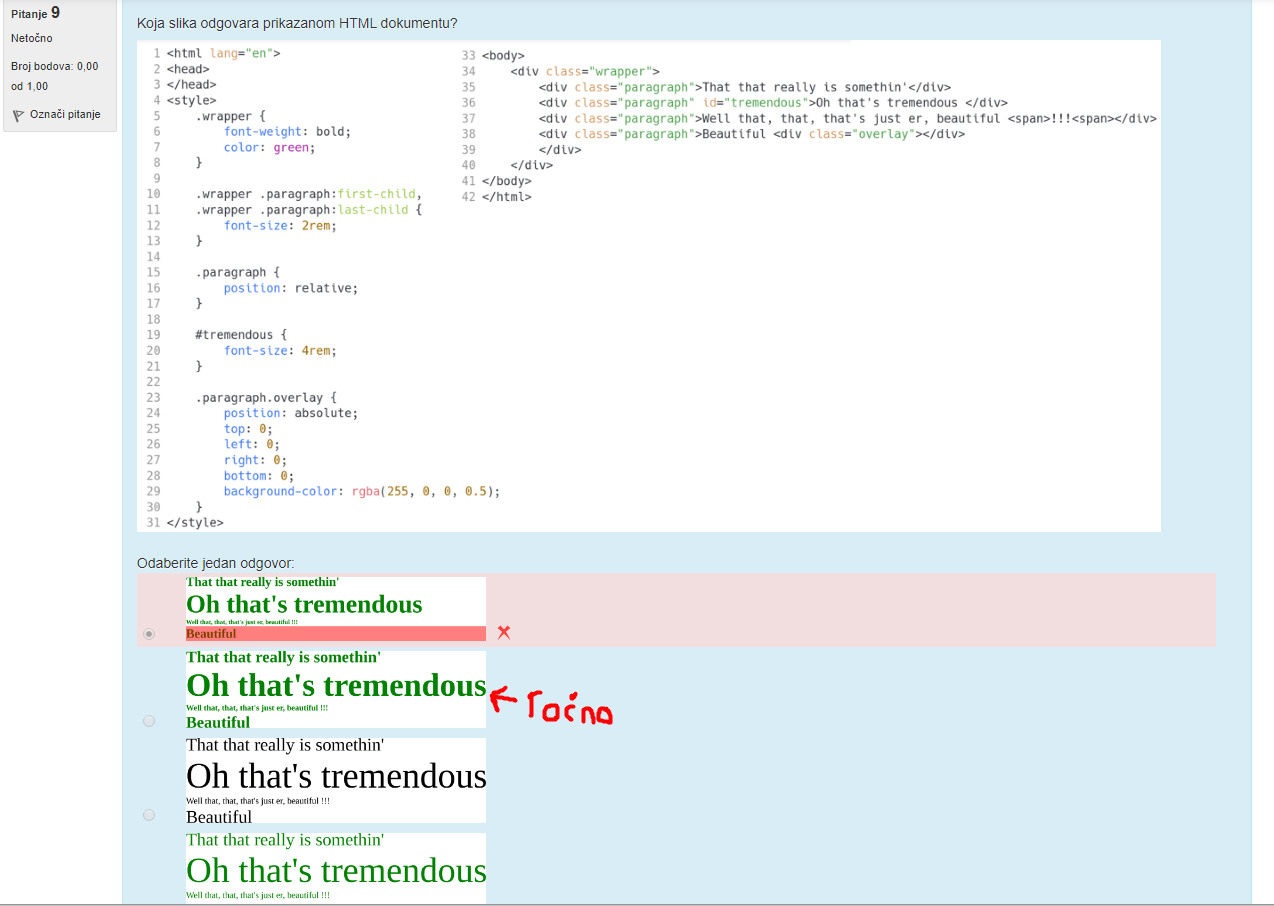 Pitanje 9
Netočno
Broj bodova: 0,00
od 1,00
Označi pitanje
Koja slika odgovara prikazanom HTML dokumentu?
1 <html lang="en">
2 <head>
3 </head>
4 <style>
5     .wrapper {
6         font-weight: bold;
7         color: green;
8     }
9
10     .wrapper .paragraph:first-child,
11     .wrapper .paragraph:last-child {
12         font-size: 2rem;
13     }
14
15     .paragraph {
16         position: relative;
17     }
18
19     #tremendous {
20         font-size: 4rem;
21     }
22
23     .paragraph.overlay {
24         position: absolute;
25         top: 0;
26         left: 0;
27         right: 0;
28         bottom: 0;
29         background-color: rgba(255, 0, 0, 0.5);
30     }
31 </style>
33 <body>
34     <div class="wrapper">
35         <div class="paragraph">That that really is somethin'</div>
36         <div class="paragraph" id="tremendous">Oh that's tremendous </div>
37         <div class="paragraph">Well that, that, that's just er, beautiful <span>!!!<span></div>
38         <div class="paragraph">Beautiful <div class="overlay"></div>
39         </div>
40     </div>
41 </body>
42 </html>
Odaberite jedan odgovor:
That that really is somethin'
Oh that's tremendous
Well that, that, that's just er, beautiful !!!
Beautiful
That that really is somethin'
Oh that's tremendous
Well that, that, that's just er, beautiful !!!
Beautiful
Točno
That that really is somethin'
Oh that's tremendous
Well that, that, that's just er, beautiful !!!
Beautiful
That that really is somethin'
Oh that's tremendous
Well that, that, that's just er, beautiful !!!